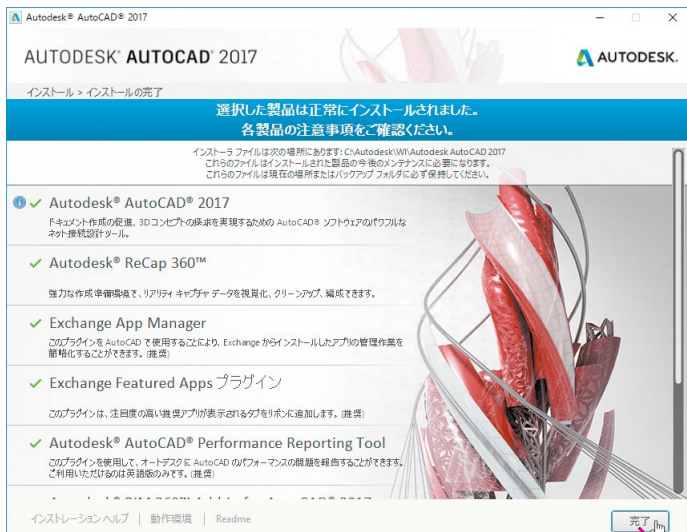 Autodesk® AutoCAD® 2017
AUTODESK® AUTOCAD® 2017
AUTODESK.
インストール > インストールの完了
選択した製品は正常にインストールされました。
各製品の注意事項をご確認ください。
インストーラ ファイルは次の場所にあります: C:\Autodesk\WI\Autodesk AutoCAD 2017
これらのファイルはインストールされた製品の今後のメンテナンスに必要になります。
これらのファイルは現在の場所またはバックアップ フォルダに必ず保持してください。
Autodesk® AutoCAD® 2017
ドキュメント作成の促進、3D コンセプトの探求を実現するための AutoCAD® ソフトウェアのパワフルな
ネット接続設計ツール。
Autodesk® ReCap 360™
強力な作成準備環境で、リアリティ キャプチャ データを視覚化、クリーンアップ、編成できます。
Exchange App Manager
このプラグインを AutoCAD で使用することにより、Exchange からインストールしたアプリの管理作業を
簡略化することができます。(推奨)
Exchange Featured Apps プラグイン
このプラグインは、注目度の高い推奨アプリが表示されるタブをリボンに追加します。(推奨)
Autodesk® AutoCAD® Performance Reporting Tool
このプラグインを使用して、オートデスクに AutoCAD のパフォーマンスの問題を報告することができます。
ご利用いただけるのは英語版のみです。(推奨)
インストレーション ヘルプ | 動作環境 | Readme
完了